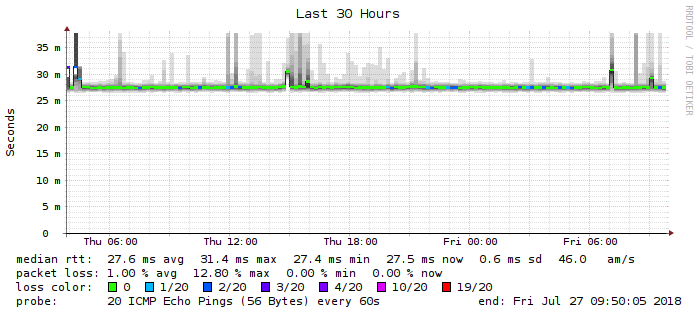 Last 30 Hours
RRDTOOL / TOBI OETIKER
Seconds
35 m
30 m
25 m
20 m
15 m
10 m
5 m
0
Thu 06:00 Thu 12:00 Thu 18:00 Fri 00:00 Fri 06:00
median rtt: 27.6 ms avg 31.4 ms max 27.4 ms min 27.5 ms now 0.6 ms sd 46.0 am/s
packet loss: 1.00 % avg 12.80 % max 0.00 % min 0.00 % now
loss color: 0 1/20 2/20 3/20 4/20 10/20 19/20
probe: 20 ICMP Echo Pings (56 Bytes) every 60s end: Fri Jul 27 09:50:05 2018